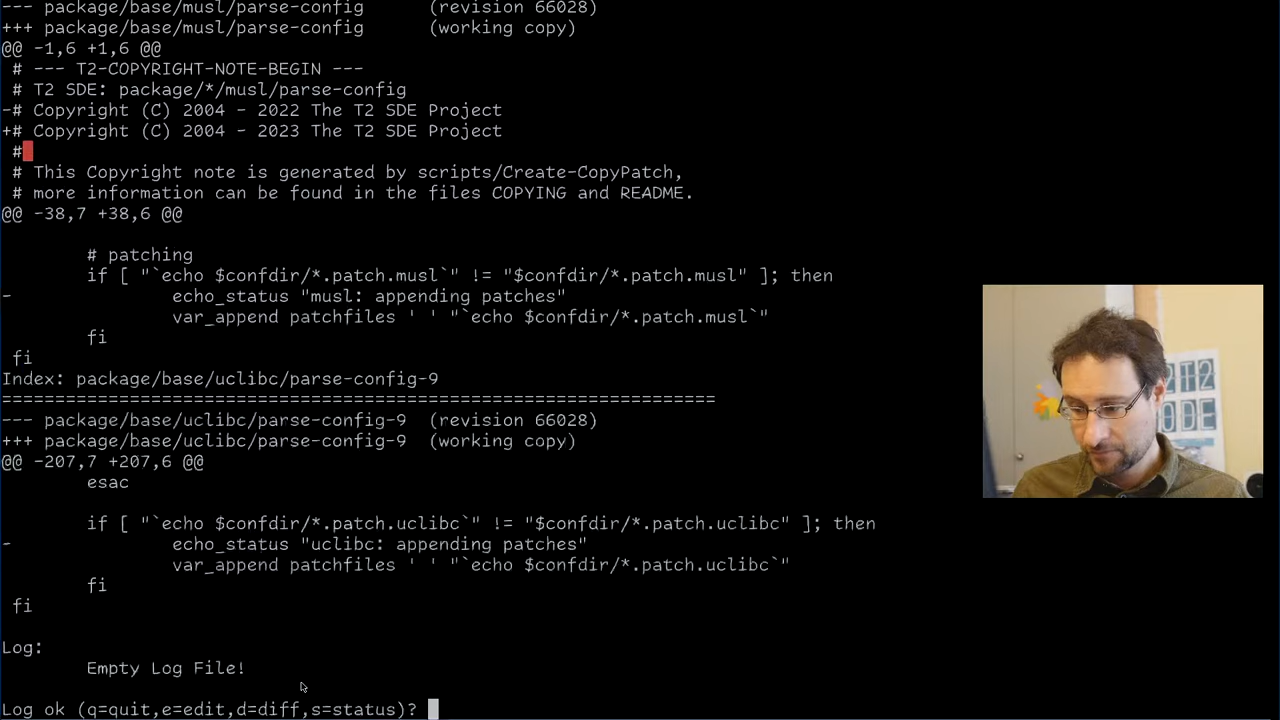 --- package/base/musl/parse-config      (revision 66028)
+++ package/base/musl/parse-config      (working copy)
@@ -1,6 +1,6 @@
 # --- T2-COPYRIGHT-NOTE-BEGIN ---
 # T2 SDE: package/*/musl/parse-config
-# Copyright (C) 2004 - 2022 The T2 SDE Project
+# Copyright (C) 2004 - 2023 The T2 SDE Project
 #
 # This Copyright note is generated by scripts/Create-CopyPatch,
 # more information can be found in the files COPYING and README.
@@ -38,7 +38,6 @@
        # patching
        if [ "`echo $confdir/*.patch.musl`" != "$confdir/*.patch.musl" ]; then
-               echo_status "musl: appending patches"
                var_append patchfiles ' ' "`echo $confdir/*.patch.musl`"
        fi
 fi
Index: package/base/uclibc/parse-config-9
===================================================================
--- package/base/uclibc/parse-config-9  (revision 66028)
+++ package/base/uclibc/parse-config-9  (working copy)
@@ -207,7 +207,6 @@
        esac
        if [ "`echo $confdir/*.patch.uclibc`" != "$confdir/*.patch.uclibc" ]; then
-               echo_status "uclibc: appending patches"
                var_append patchfiles ' ' "`echo $confdir/*.patch.uclibc`"
        fi
 fi
Log:
        Empty Log File!
Log ok (q=quit,e=edit,d=diff,s=status)?